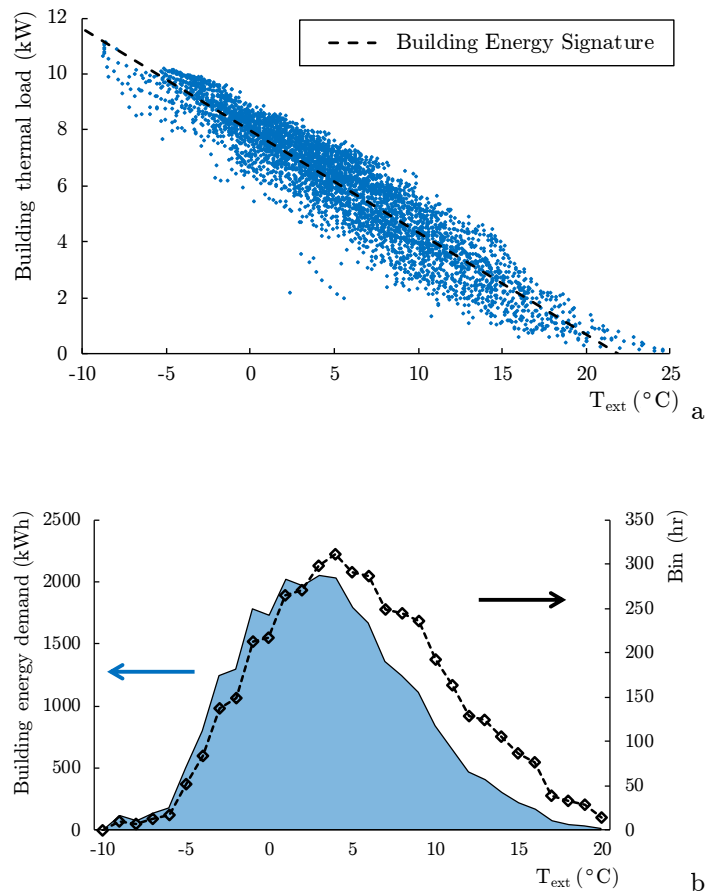 12
10
8
6
4
2
0
Building thermal load (kW)
Building Energy Signature
-10 -5 0 5 10 15 20 25
T_ext (°C)
a
2500
2000
1500
1000
500
0
Building energy demand (kWh)
350
300
250
200
150
100
50
0
Bin (hr)
-10 -5 0 5 10 15 20
T_ext (°C)
b